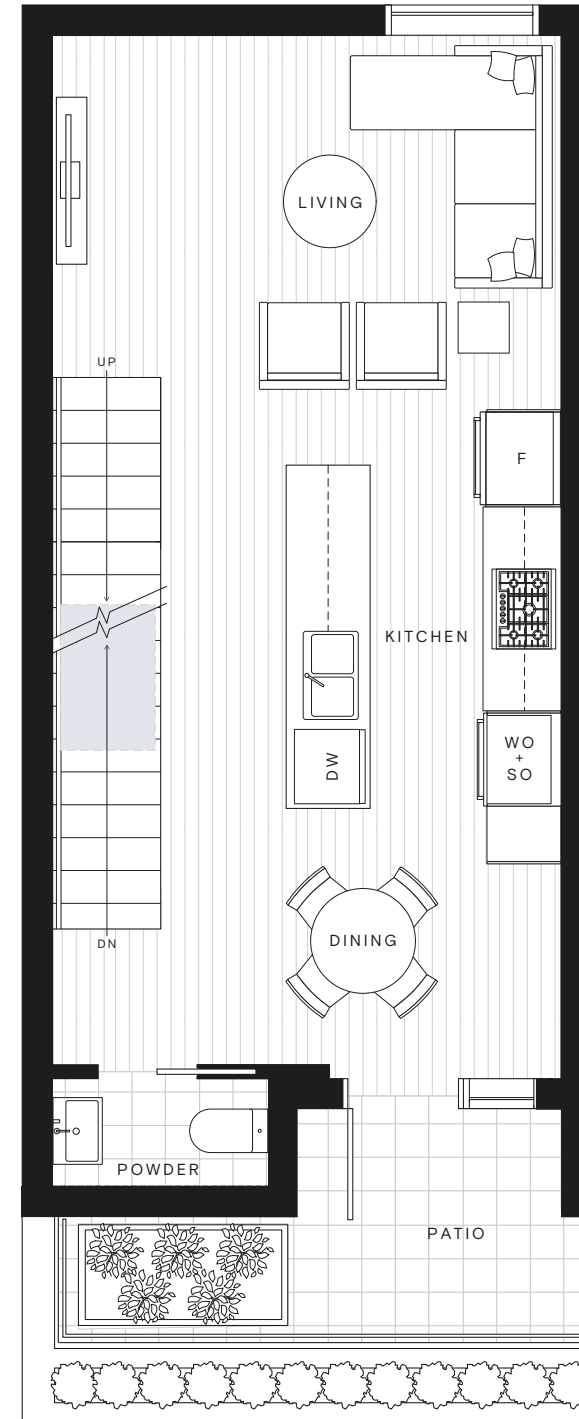 LIVING
UP
F
KITCHEN
WO
+
SO
DW
DINING
DN
POWDER
PATIO